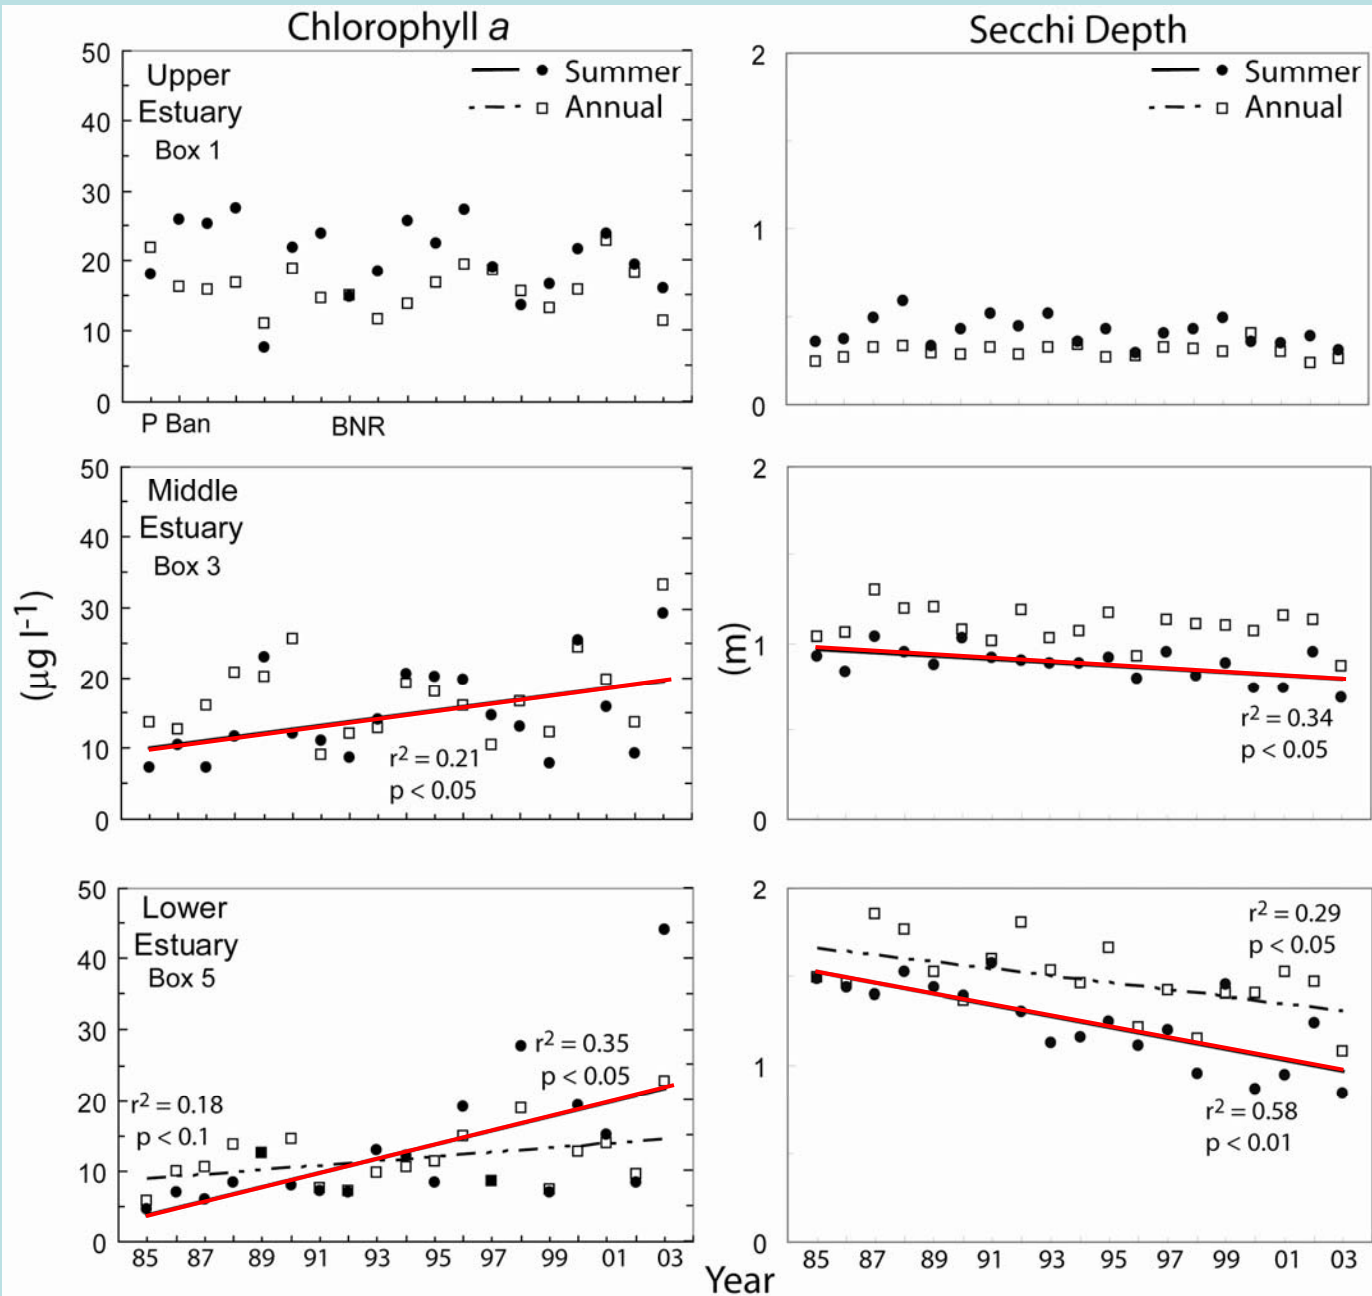 Chlorophyll a
Secchi Depth
50
40
30
20
10
0
Upper
Estuary
Box 1
Summer
Annual
P Ban
BNR
2
1
0
Summer
Annual
50
40
30
20
10
0
Middle
Estuary
Box 3
r² = 0.21
p < 0.05
(µg l⁻¹)
2
1
0
(m)
r² = 0.34
p < 0.05
50
40
30
20
10
0
Lower
Estuary
Box 5
r² = 0.18
p < 0.1
r² = 0.35
p < 0.05
85 87 89 91 93 95 97 99 01 03
2
1
0
r² = 0.29
p < 0.05
r² = 0.58
p < 0.01
85 87 89 91 93 95 97 99 01 03
Year